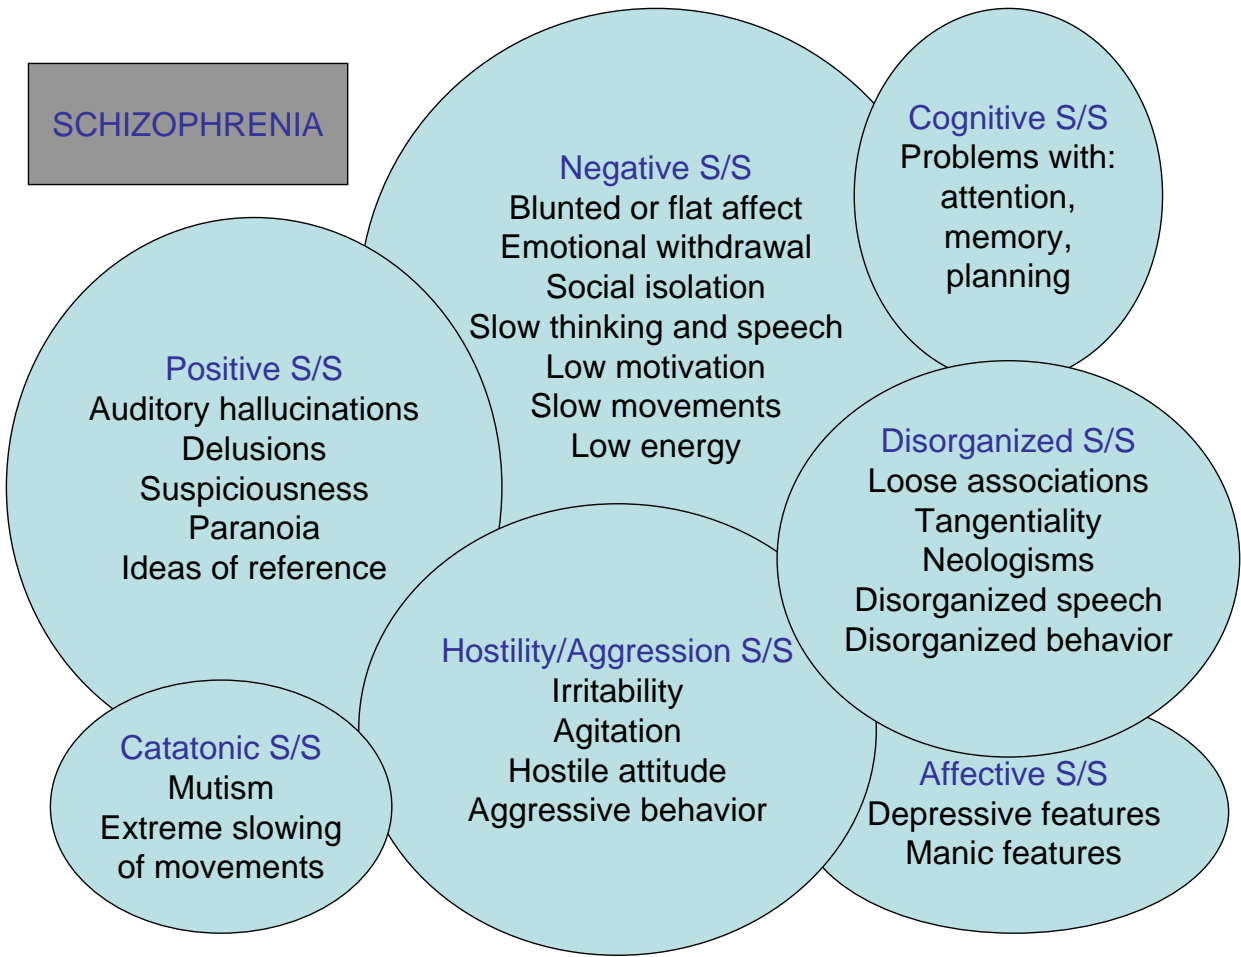 SCHIZOPHRENIA
Negative S/S
Blunted or flat affect
Emotional withdrawal
Social isolation
Slow thinking and speech
Low motivation
Slow movements
Low energy
Cognitive S/S
Problems with:
attention,
memory,
planning
Positive S/S
Auditory hallucinations
Delusions
Suspiciousness
Paranoia
Ideas of reference
Disorganized S/S
Loose associations
Tangentiality
Neologisms
Disorganized speech
Disorganized behavior
Hostility/Aggression S/S
Irritability
Agitation
Hostile attitude
Aggressive behavior
Catatonic S/S
Mutism
Extreme slowing
of movements
Affective S/S
Depressive features
Manic features